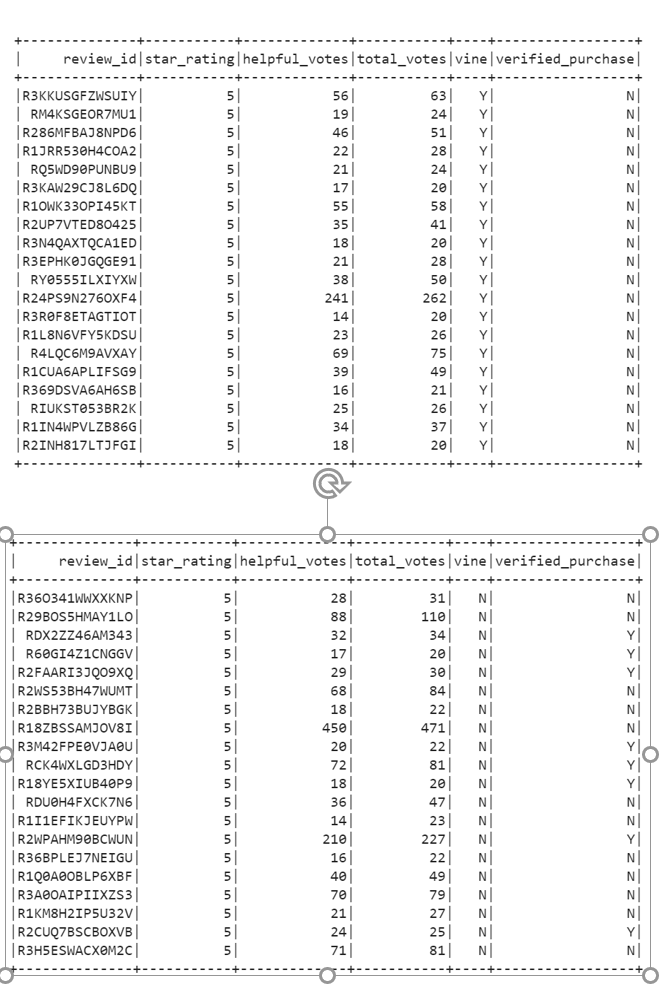 +---------------+-----------+-------------+-----------+----+-----------------+
|      review_id|star_rating|helpful_votes|total_votes|vine|verified_purchase|
+---------------+-----------+-------------+-----------+----+-----------------+
|R3KKUSGFZWSUIY| 5| 56| 63| Y| N|
| RM4KSGEOR7MU1| 5| 19| 24| Y| N|
|R286MFBAJ8NPD6| 5| 46| 51| Y| N|
|R1JRR530H4COA2| 5| 22| 28| Y| N|
| RQ5WD90PUNBU9| 5| 21| 24| Y| N|
|R3KAW29CJ8L6DQ| 5| 17| 20| Y| N|
|R1OWK33OPI45KT| 5| 55| 58| Y| N|
|R2UP7VTED8O425| 5| 35| 41| Y| N|
|R3N4QAXTQCA1ED| 5| 18| 20| Y| N|
|R3EPHK0JGQGE91| 5| 21| 28| Y| N|
| RY0555ILXIYXW| 5| 38| 50| Y| N|
|R24PS9N276OXF4| 5| 241| 262| Y| N|
|R3R0F8ETAGTIOT| 5| 14| 20| Y| N|
|R1L8N6VFY5KDSU| 5| 23| 26| Y| N|
| R4LQC6M9AVXAY| 5| 69| 75| Y| N|
|R1CUA6APLIFSG9| 5| 39| 49| Y| N|
|R369DSVA6AH6SB| 5| 16| 21| Y| N|
| RIUKST053BR2K| 5| 25| 26| Y| N|
|R1IN4WPVLZB86G| 5| 34| 37| Y| N|
|R2INH817LTJFGI| 5| 18| 20| Y| N|
+---------------+-----------+-------------+-----------+----+-----------------+
+---------------+-----------+-------------+-----------+----+-----------------+
|      review_id|star_rating|helpful_votes|total_votes|vine|verified_purchase|
+---------------+-----------+-------------+-----------+----+-----------------+
|R36O341WWXXKNP| 5| 28| 31| N| N|
|R29BOS5HMAY1LO| 5| 88| 110| N| N|
| RDX2ZZ46AM343| 5| 32| 34| N| Y|
| R60GI4Z1CNGGV| 5| 17| 20| N| Y|
|R2FAARI3JQO9XQ| 5| 29| 30| N| Y|
|R2WS53BH47WUMT| 5| 68| 84| N| N|
|R2BBH73BUJYBGK| 5| 18| 22| N| N|
|R18ZBSSAMJOV8I| 5| 450| 471| N| N|
|R3M42FPE0VJA0U| 5| 20| 22| N| Y|
| RCK4WXLGD3HDY| 5| 72| 81| N| Y|
|R18YE5XIUB40P9| 5| 18| 20| N| Y|
| RDU0H4FXCK7N6| 5| 36| 47| N| N|
|R1I1EFIKJEUYPW| 5| 14| 23| N| N|
|R2WPAHM90BCWUN| 5| 210| 227| N| Y|
|R36BPLEJ7NEIGU| 5| 16| 22| N| N|
|R1Q0A0OBLP6XBF| 5| 40| 49| N| N|
|R3A0OAIPIIXZS3| 5| 70| 79| N| N|
|R1KM8H2IP5U32V| 5| 21| 27| N| N|
|R2CUQ7BSCBOXVB| 5| 24| 25| N| Y|
|R3H5ESWACX0M2C| 5| 71| 81| N| N|
+---------------+-----------+-------------+-----------+----+-----------------+